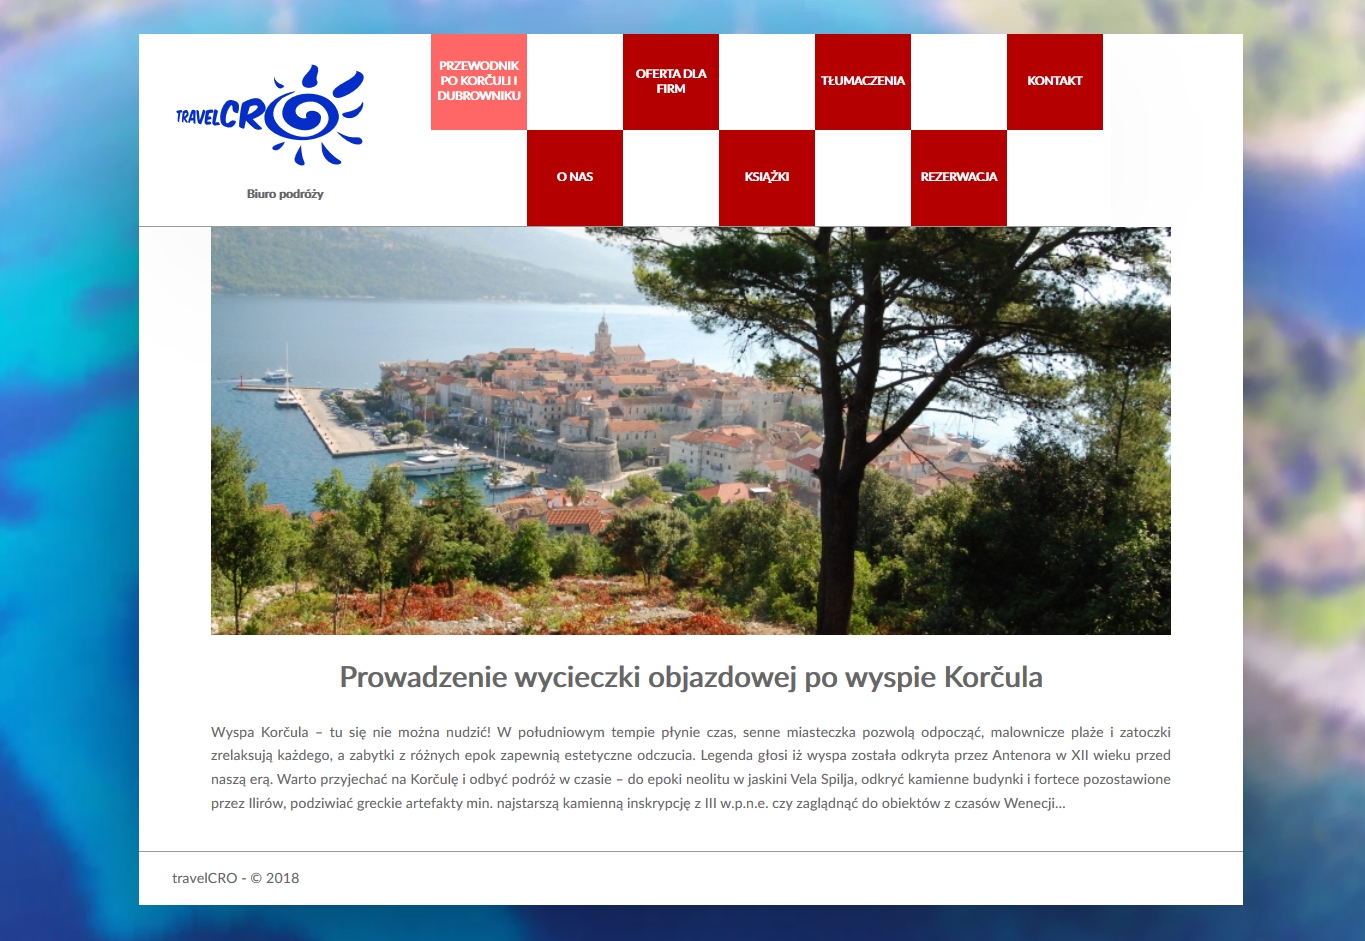 TRAVELCRO
Biuro podróży
PRZEWODNIK
PO KORČULI I
DUBROWNIKU
O NAS
OFERTA DLA
FIRM
KSIĄŻKI
TŁUMACZENIA
REZERWACJA
KONTAKT
Prowadzenie wycieczki objazdowej po wyspie Korčula
Wyspa Korčula – tu się nie można nudzić! W południowym tempie płynie czas, senne miasteczka pozwolą odpocząć, malownicze plaże i zatoczki
zrelaksują każdego, a zabytki z różnych epok zapewnią estetyczne odczucia. Legenda głosi iż wyspa została odkryta przez Antenora w XII wieku przed
naszą erą. Warto przyjechać na Korčulę i odbyć podróż w czasie – do epoki neolitu w jaskini Vela Spilja, odkryć kamienne budynki i fortece pozostawione
przez Ilirów, podziwiać greckie artefakty min. najstarszą kamienną inskrypcję z III w.p.n.e. czy zaglądnąć do obiektów z czasów Wenecji...
travelCRO - © 2018